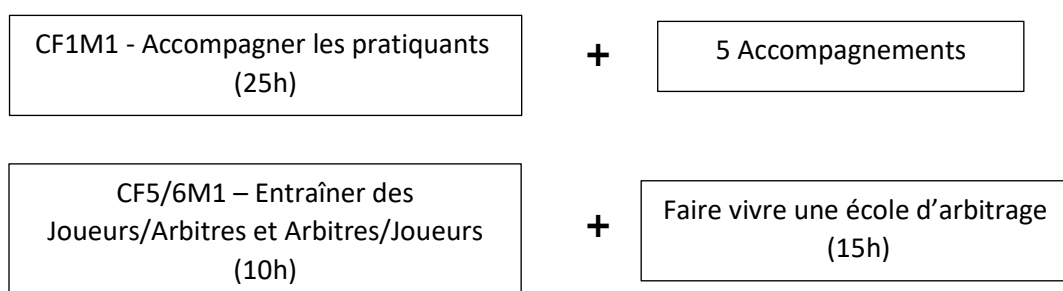 CF1M1 - Accompagner les pratiquants
(25h)
+
5 Accompagnements
CF5/6M1 – Entraîner des
Joueurs/Arbitres et Arbitres/Joueurs
(10h)
+
Faire vivre une école d’arbitrage
(15h)